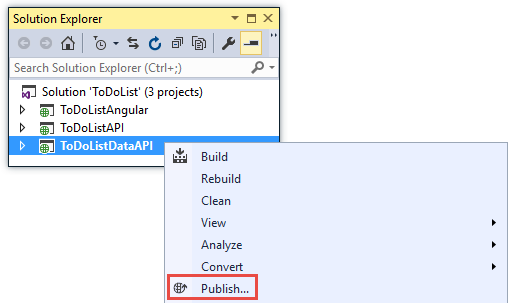 Solution Explorer
Search Solution Explorer (Ctrl+;)
Solution 'ToDoList' (3 projects)
ToDoListAngular
ToDoListAPI
ToDoListDataAPI
Build
Rebuild
Clean
View
Analyze
Convert
Publish...